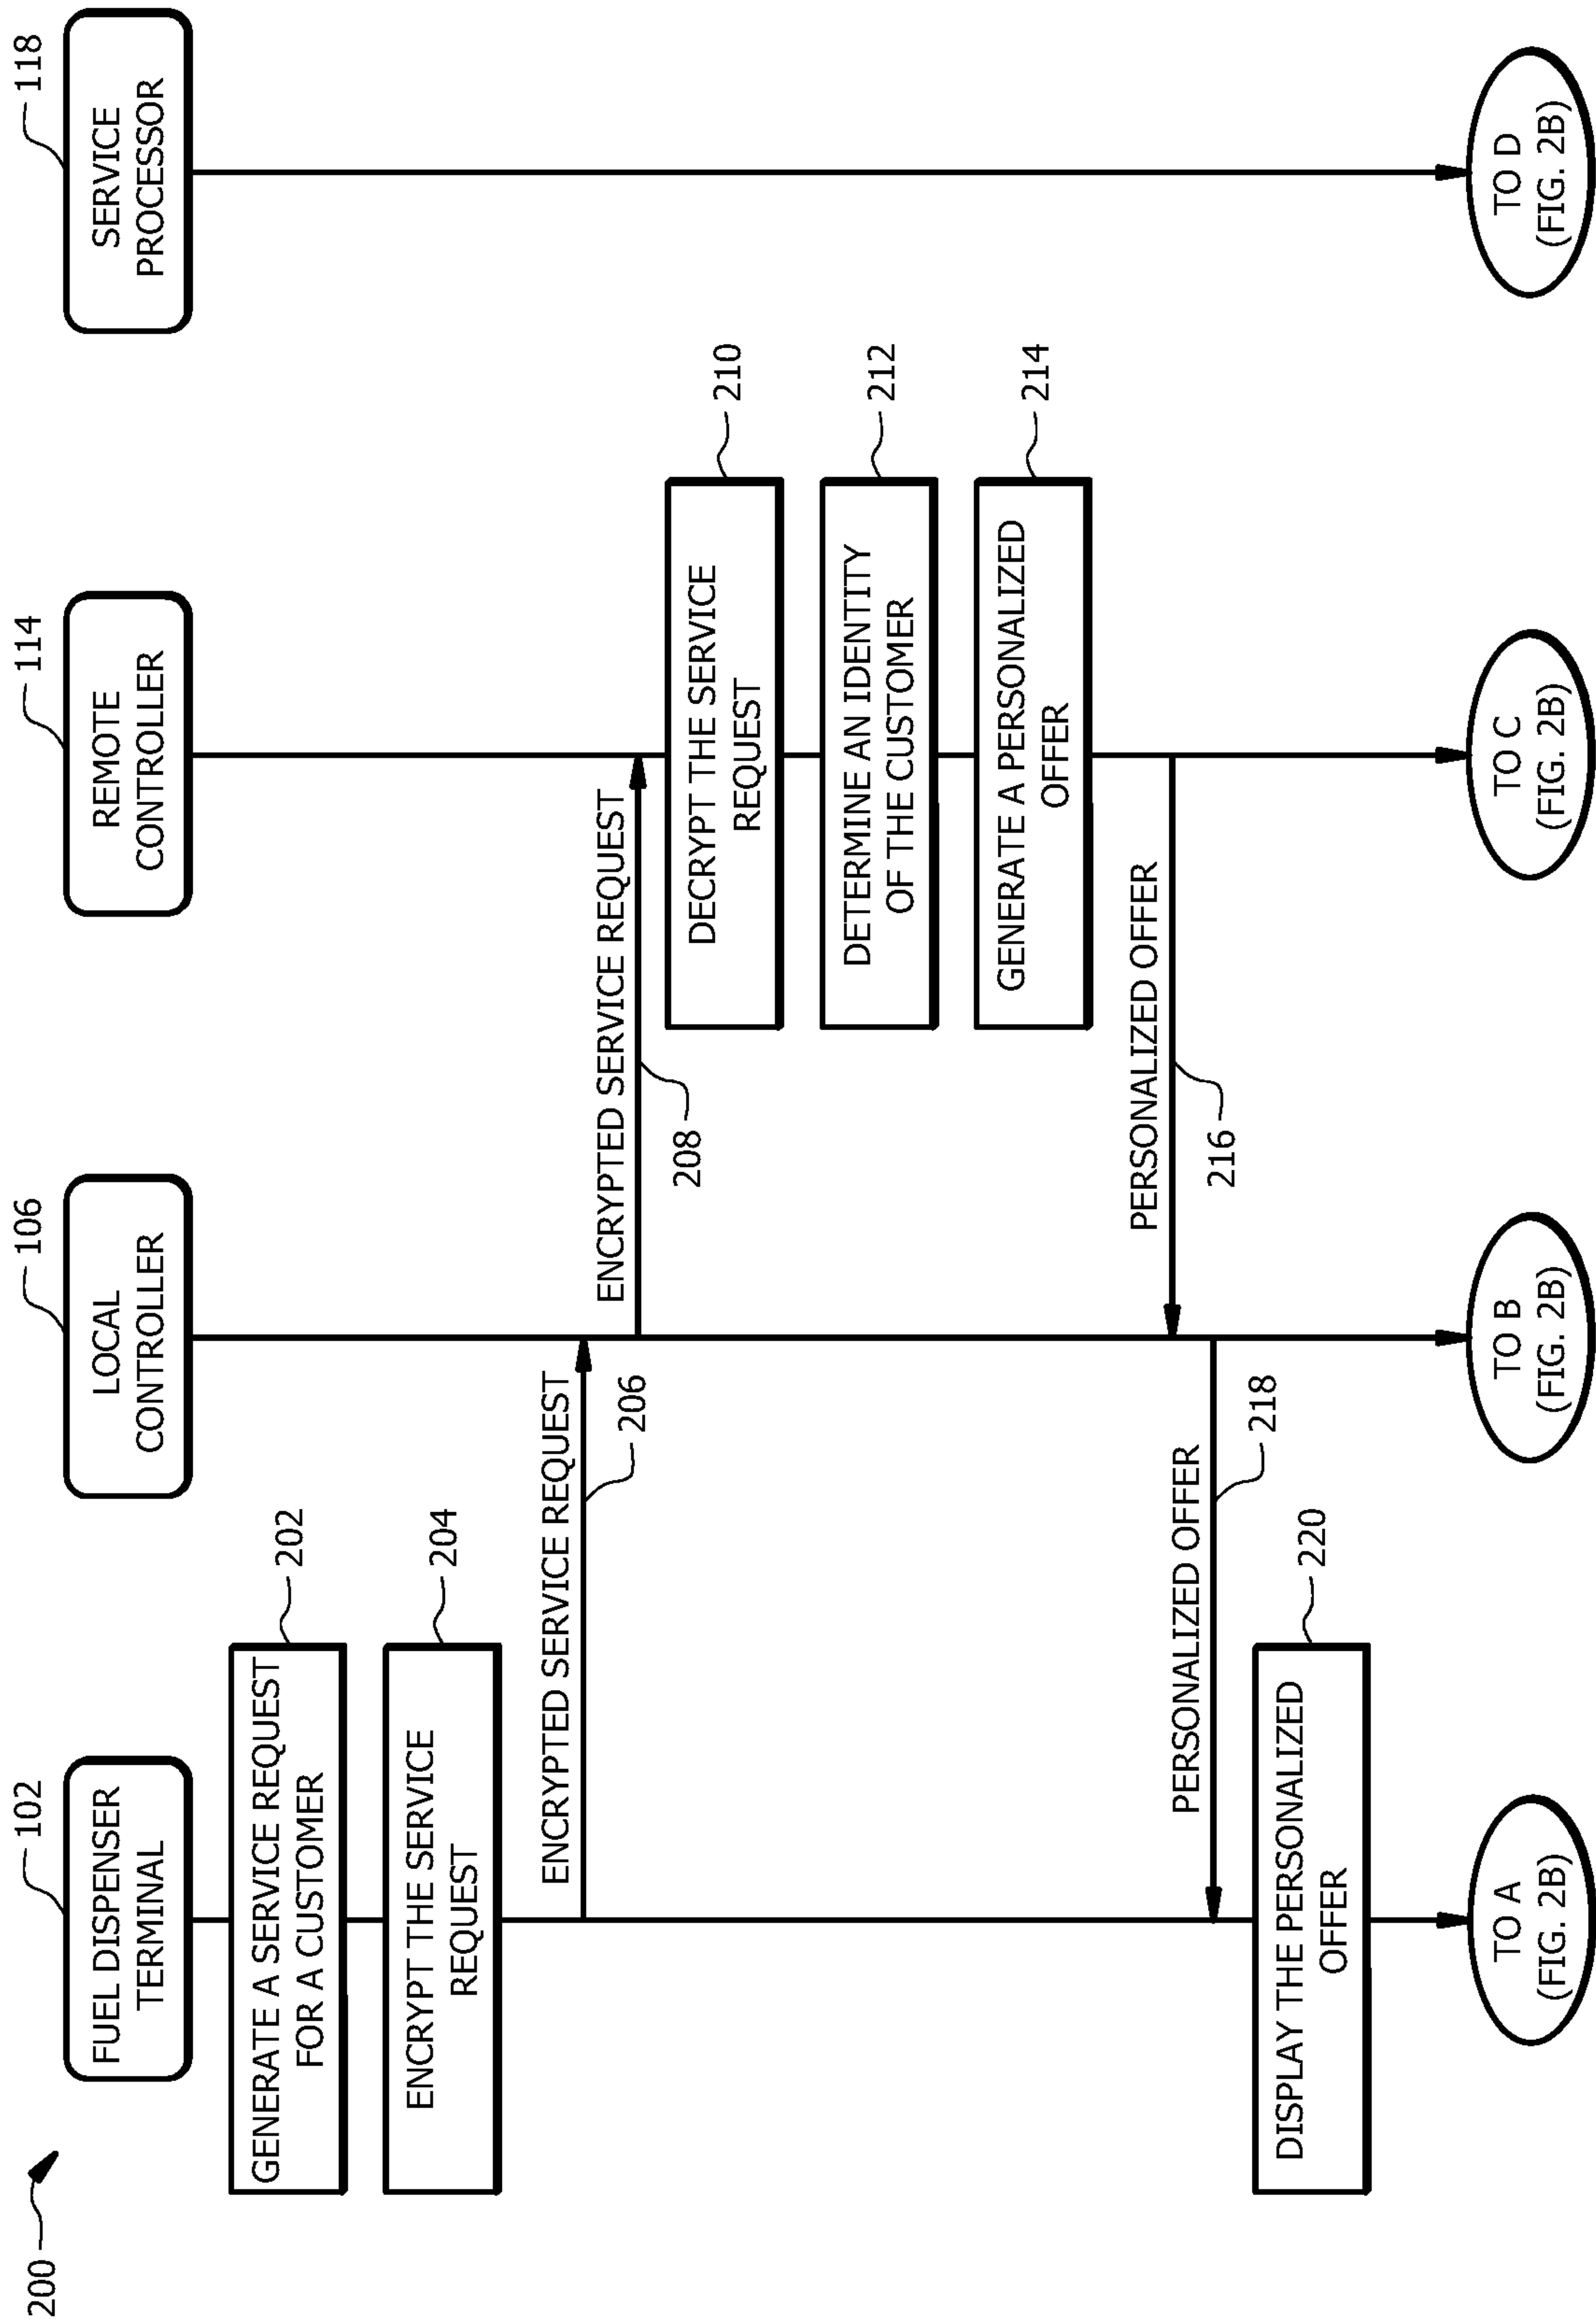 200
102
106
114
118
FUEL DISPENSER
TERMINAL
LOCAL
CONTROLLER
REMOTE
CONTROLLER
SERVICE
PROCESSOR
202
GENERATE A SERVICE REQUEST
FOR A CUSTOMER
204
ENCRYPT THE SERVICE
REQUEST
ENCRYPTED SERVICE REQUEST
206
ENCRYPTED SERVICE REQUEST
208
210
DECRYPT THE SERVICE
REQUEST
212
DETERMINE AN IDENTITY
OF THE CUSTOMER
214
GENERATE A PERSONALIZED
OFFER
PERSONALIZED OFFER
216
PERSONALIZED OFFER
218
220
DISPLAY THE PERSONALIZED
OFFER
TO A
(FIG. 2B)
TO B
(FIG. 2B)
TO C
(FIG. 2B)
TO D
(FIG. 2B)